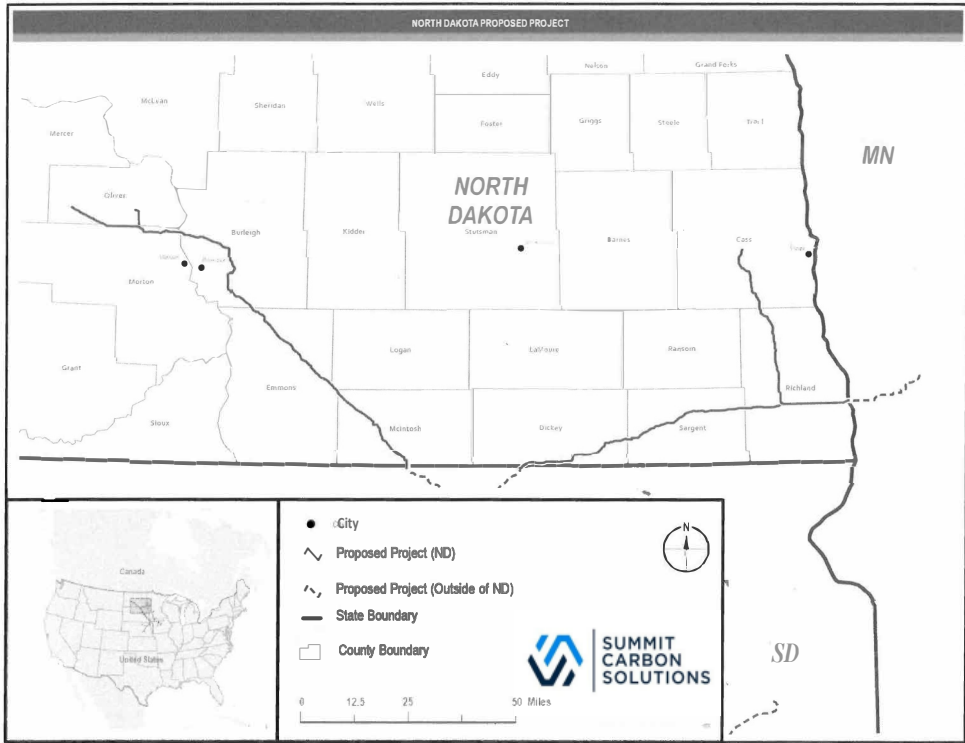 NORTH DAKOTA PROPOSED PROJECT
Nelson
Grand Forks
Eddy
McLean
Sheridan
Wells
Foster
Griggs
Steele
Mercer
MN
Oliver
NORTH
DAKOTA
Burleigh
Kidder
Stutsman
Barnes
Cass
Morton
Logan
LaMoure
Ransom
Grant
Emmons
Richland
Sioux
McIntosh
Dickey
Sargent
City
Proposed Project (ND)
Proposed Project (Outside of ND)
State Boundary
County Boundary
N
Canada
United States
SUMMIT
CARBON
SOLUTIONS
0 12.5 25 50 Miles
SD